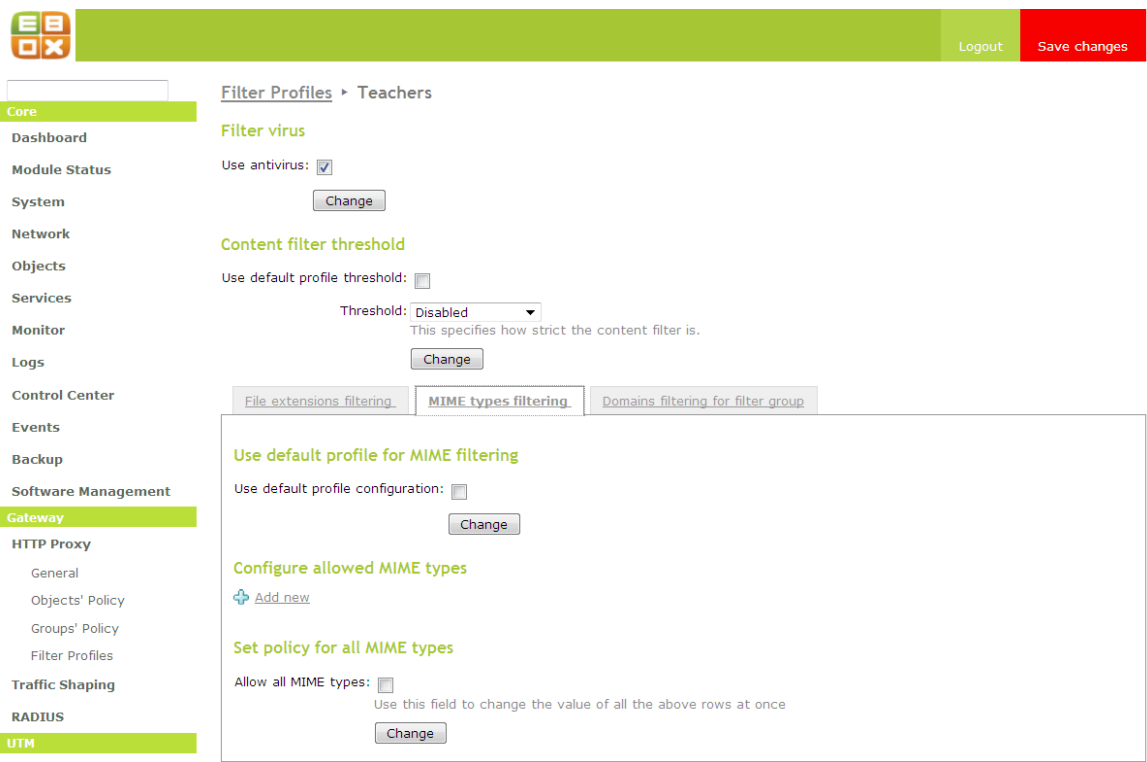 EBOX
Logout
Save changes
Core
Dashboard
Module Status
System
Network
Objects
Services
Monitor
Logs
Control Center
Events
Backup
Software Management
Gateway
HTTP Proxy
General
Objects' Policy
Groups' Policy
Filter Profiles
Traffic Shaping
RADIUS
UTM
Filter Profiles ▸ Teachers
Filter virus
Use antivirus:
Change
Content filter threshold
Use default profile threshold:
Threshold: Disabled
This specifies how strict the content filter is.
Change
File extensions filtering MIME types filtering Domains filtering for filter group
Use default profile for MIME filtering
Use default profile configuration:
Change
Configure allowed MIME types
Add new
Set policy for all MIME types
Allow all MIME types:
Use this field to change the value of all the above rows at once
Change